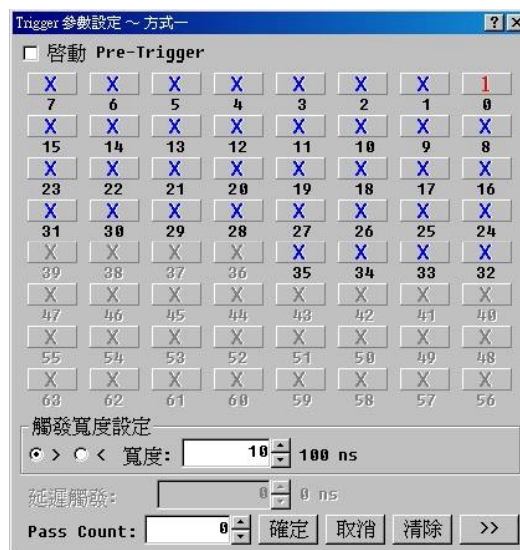 Trigger 參數設定～方式一
啓動 Pre-Trigger
X X X X X X X 1
7 6 5 4 3 2 1 0
X X X X X X X X
15 14 13 12 11 10 9 8
X X X X X X X X
23 22 21 20 19 18 17 16
X X X X X X X X
31 30 29 28 27 26 25 24
X X X X X X X X
39 38 37 36 35 34 33 32
X X X X X X X X
47 46 45 44 43 42 41 40
X X X X X X X X
55 54 53 52 51 50 49 48
X X X X X X X X
63 62 61 60 59 58 57 56
觸發寬度設定
> < 寬度: 10 100 ns
延遲觸發: 0 0 ns
Pass Count: 0 確定 取消 清除 >>